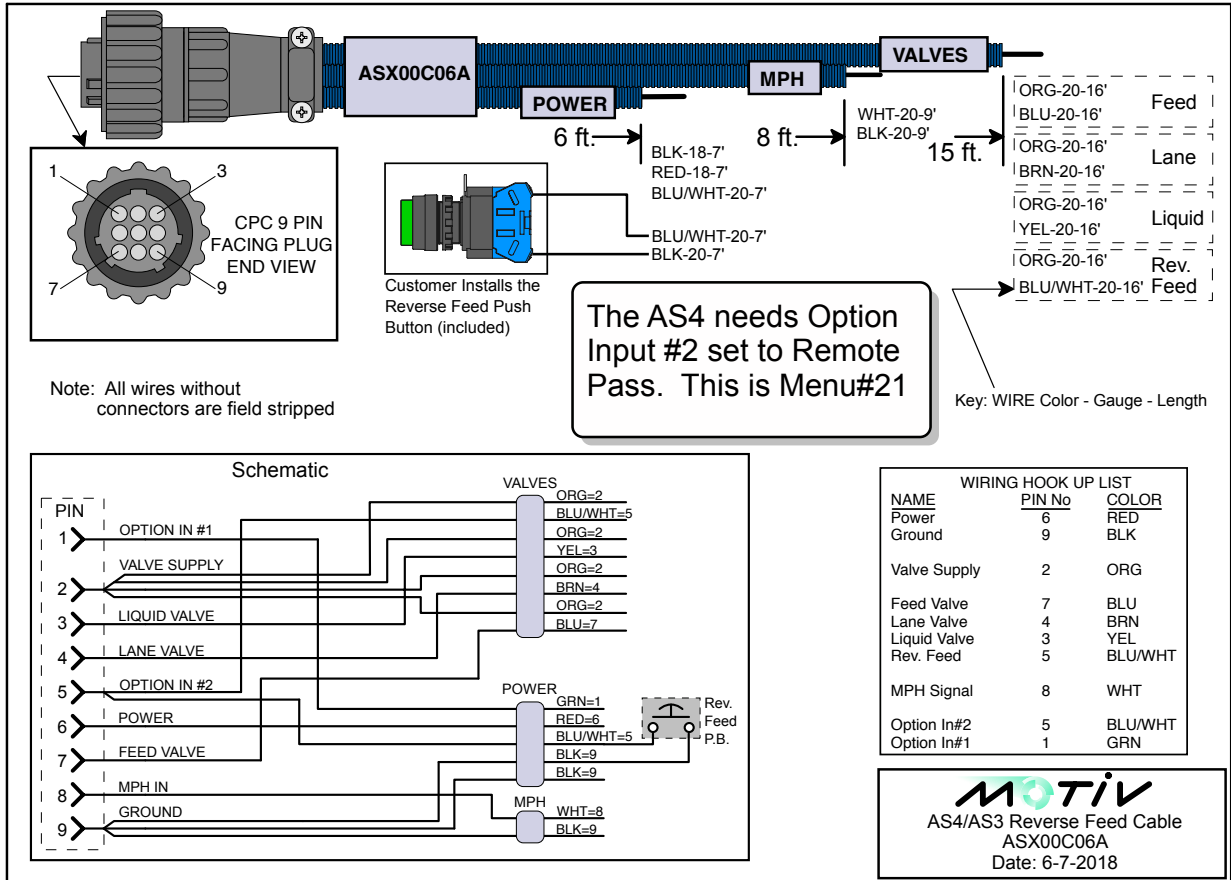 ASX00C06A
POWER
MPH
VALVES
6 ft.
8 ft.
15 ft.
BLK-18-7'
RED-18-7'
BLU/WHT-20-7'
BLU/WHT-20-7'
BLK-20-7'
WHT-20-9'
BLK-20-9'
ORG-20-16'
BLU-20-16'
Feed
ORG-20-16'
BRN-20-16'
Lane
ORG-20-16'
YEL-20-16'
Liquid
ORG-20-16'
BLU/WHT-20-16'
Rev.
Feed
Key: WIRE Color - Gauge - Length
1
3
7
9
CPC 9 PIN
FACING PLUG
END VIEW
Customer Installs the
Reverse Feed Push
Button (included)
The AS4 needs Option
Input #2 set to Remote
Pass. This is Menu#21
Note: All wires without
connectors are field stripped
Schematic
PIN
1
2
3
4
5
6
7
8
9
OPTION IN #1
VALVE SUPPLY
LIQUID VALVE
LANE VALVE
OPTION IN #2
POWER
FEED VALVE
MPH IN
GROUND
VALVES
ORG=2
BLU/WHT=5
ORG=2
YEL=3
ORG=2
BRN=4
ORG=2
BLU=7
POWER
GRN=1
RED=6
BLU/WHT=5
BLK=9
BLK=9
Rev.
Feed
P.B.
MPH
WHT=8
BLK=9
WIRING HOOK UP LIST
NAME PIN No COLOR
Power 6 RED
Ground 9 BLK
Valve Supply 2 ORG
Feed Valve 7 BLU
Lane Valve 4 BRN
Liquid Valve 3 YEL
Rev. Feed 5 BLU/WHT
MPH Signal 8 WHT
Option In#2 5 BLU/WHT
Option In#1 1 GRN
MOTiV
AS4/AS3 Reverse Feed Cable
ASX00C06A
Date: 6-7-2018